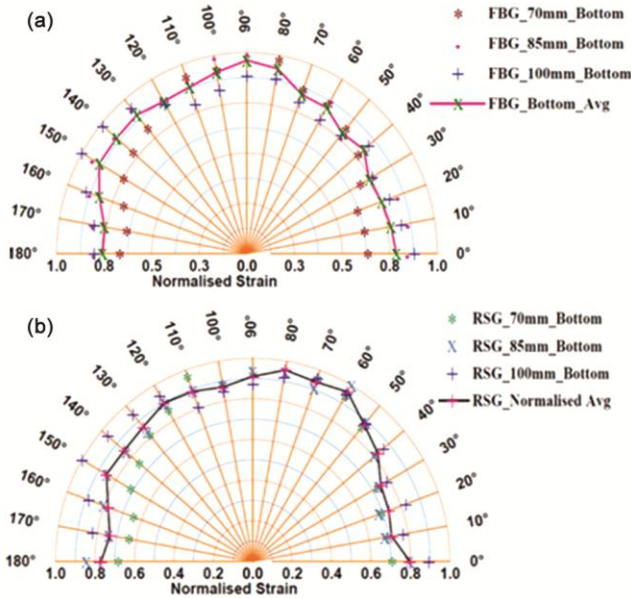 (a)
FBG_70mm_Bottom
FBG_85mm_Bottom
FBG_100mm_Bottom
FBG_Bottom_Avg
180°
170°
160°
150°
140°
130°
120°
110°
100°
90°
80°
70°
60°
50°
40°
30°
20°
10°
0°
1.0 0.8 0.5 0.3 0.0 0.3 0.5 0.8 1.0
Normalised Strain
(b)
RSG_70mm_Bottom
RSG_85mm_Bottom
RSG_100mm_Bottom
RSG_Normalised Avg
180°
170°
160°
150°
140°
130°
120°
110°
100°
90°
80°
70°
60°
50°
40°
30°
20°
10°
0°
1.0 0.8 0.6 0.4 0.2 0.0 0.2 0.4 0.6 0.8 1.0
Normalised Strain